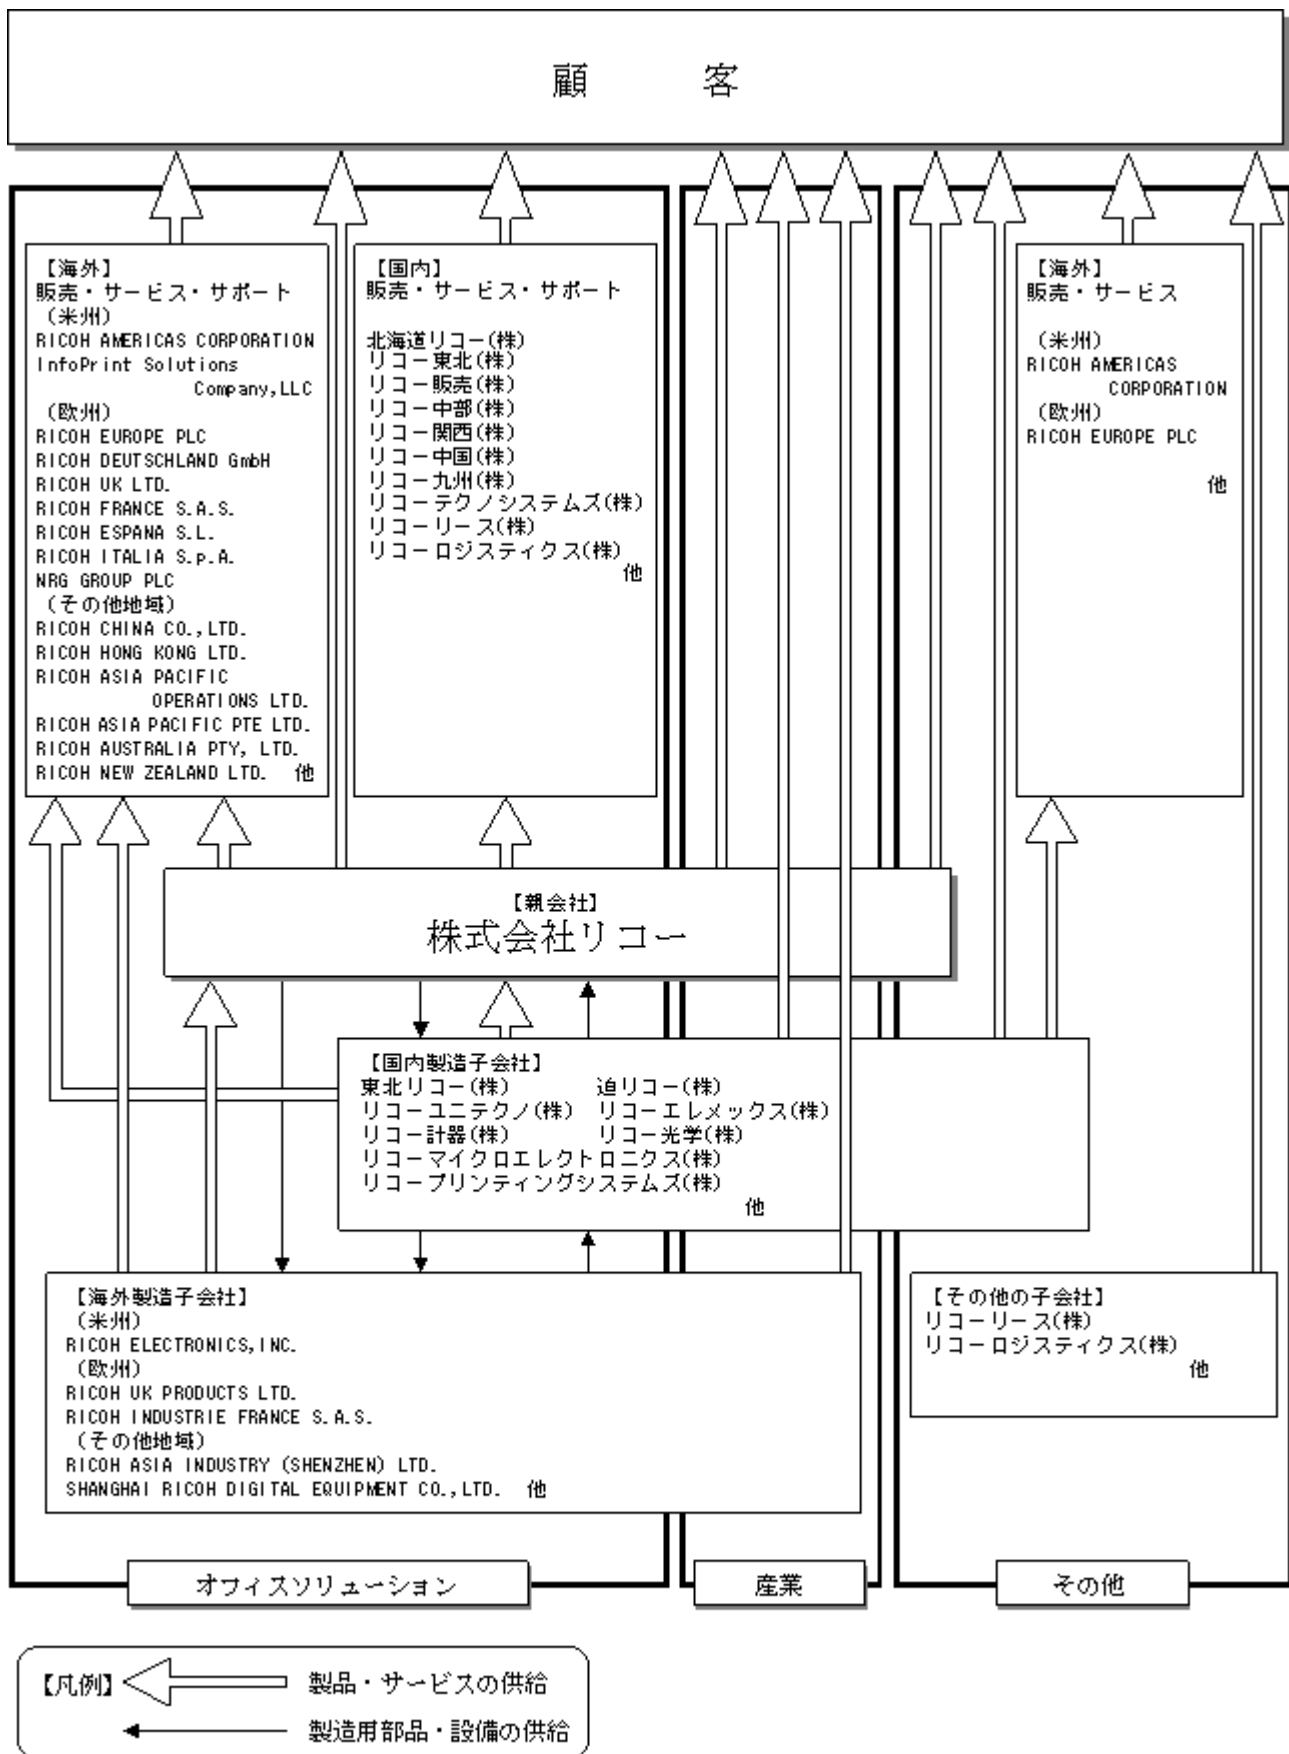 顧 客
【海外】
販売・サービス・サポート
（米州）
RICOH AMERICAS CORPORATION
InfoPrint Solutions
Company,LLC
（欧州）
RICOH EUROPE PLC
RICOH DEUTSCHLAND GmbH
RICOH UK LTD.
RICOH FRANCE S.A.S.
RICOH ESPANA S.L.
RICOH ITALIA S.p.A.
NRG GROUP PLC
（その他地域）
RICOH CHINA CO.,LTD.
RICOH HONG KONG LTD.
RICOH ASIA PACIFIC
OPERATIONS LTD.
RICOH ASIA PACIFIC PTE LTD.
RICOH AUSTRALIA PTY, LTD.
RICOH NEW ZEALAND LTD. 他
【国内】
販売・サービス・サポート
北海道リコー(株)
リコー東北(株)
リコー販売(株)
リコー中部(株)
リコー関西(株)
リコー中国(株)
リコー九州(株)
リコーテクノシステムズ(株)
リコーリース(株)
リコーロジスティクス(株)
他
【海外】
販売・サービス
（米州）
RICOH AMERICAS
CORPORATION
（欧州）
RICOH EUROPE PLC
他
【親会社】
株式会社リコー
【国内製造子会社】
東北リコー(株) 迫リコー(株)
リコーユニテクノ(株) リコーエレメックス(株)
リコー計器(株) リコー光学(株)
リコーマイクロエレクトロニクス(株)
リコープリンティングシステムズ(株)
他
【海外製造子会社】
（米州）
RICOH ELECTRONICS,INC.
（欧州）
RICOH UK PRODUCTS LTD.
RICOH INDUSTRIE FRANCE S.A.S.
（その他地域）
RICOH ASIA INDUSTRY (SHENZHEN) LTD.
SHANGHAI RICOH DIGITAL EQUIPMENT CO.,LTD. 他
【その他の子会社】
リコーリース(株)
リコーロジスティクス(株)
他
オフィスソリューション
産業
その他
【凡例】 製品・サービスの供給
製造用部品・設備の供給